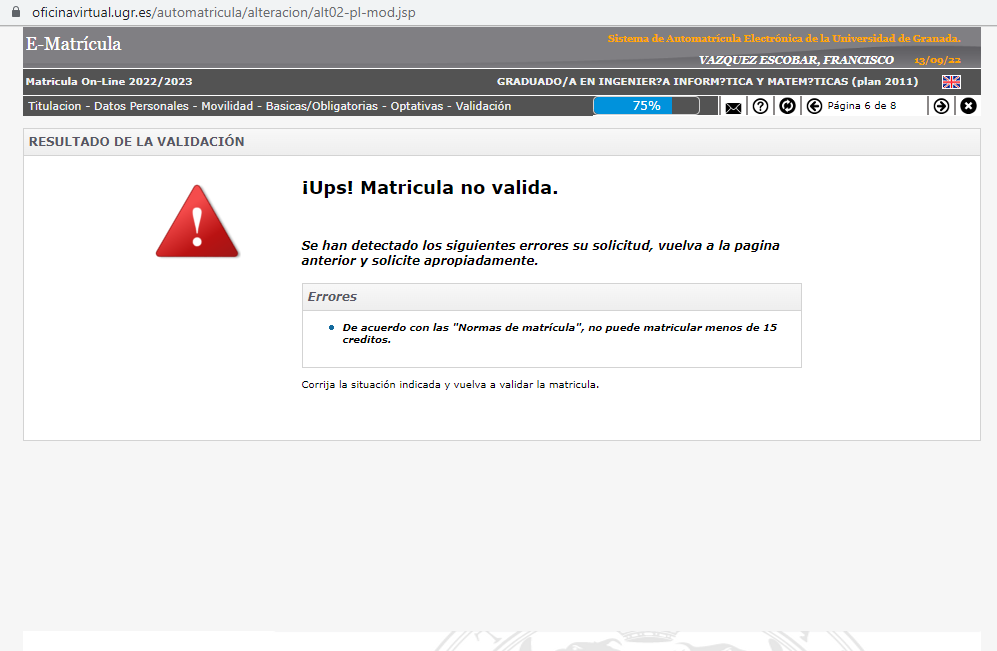 oficinavirtual.ugr.es/automatricula/alteracion/alt02-pl-mod.jsp
E-Matrícula
Sistema de Automatrícula Electrónica de la Universidad de Granada.
VAZQUEZ ESCOBAR, FRANCISCO 13/09/22
Matricula On-Line 2022/2023 GRADUADO/A EN INGENIER?A INFORM?TICA Y MATEM?TICAS (plan 2011)
Titulacion - Datos Personales - Movilidad - Basicas/Obligatorias - Optativas - Validación 75% Página 6 de 8
RESULTADO DE LA VALIDACIÓN
¡Ups! Matricula no valida.
Se han detectado los siguientes errores su solicitud, vuelva a la pagina
anterior y solicite apropiadamente.
Errores
De acuerdo con las "Normas de matrícula", no puede matricular menos de 15
creditos.
Corrija la situación indicada y vuelva a validar la matricula.